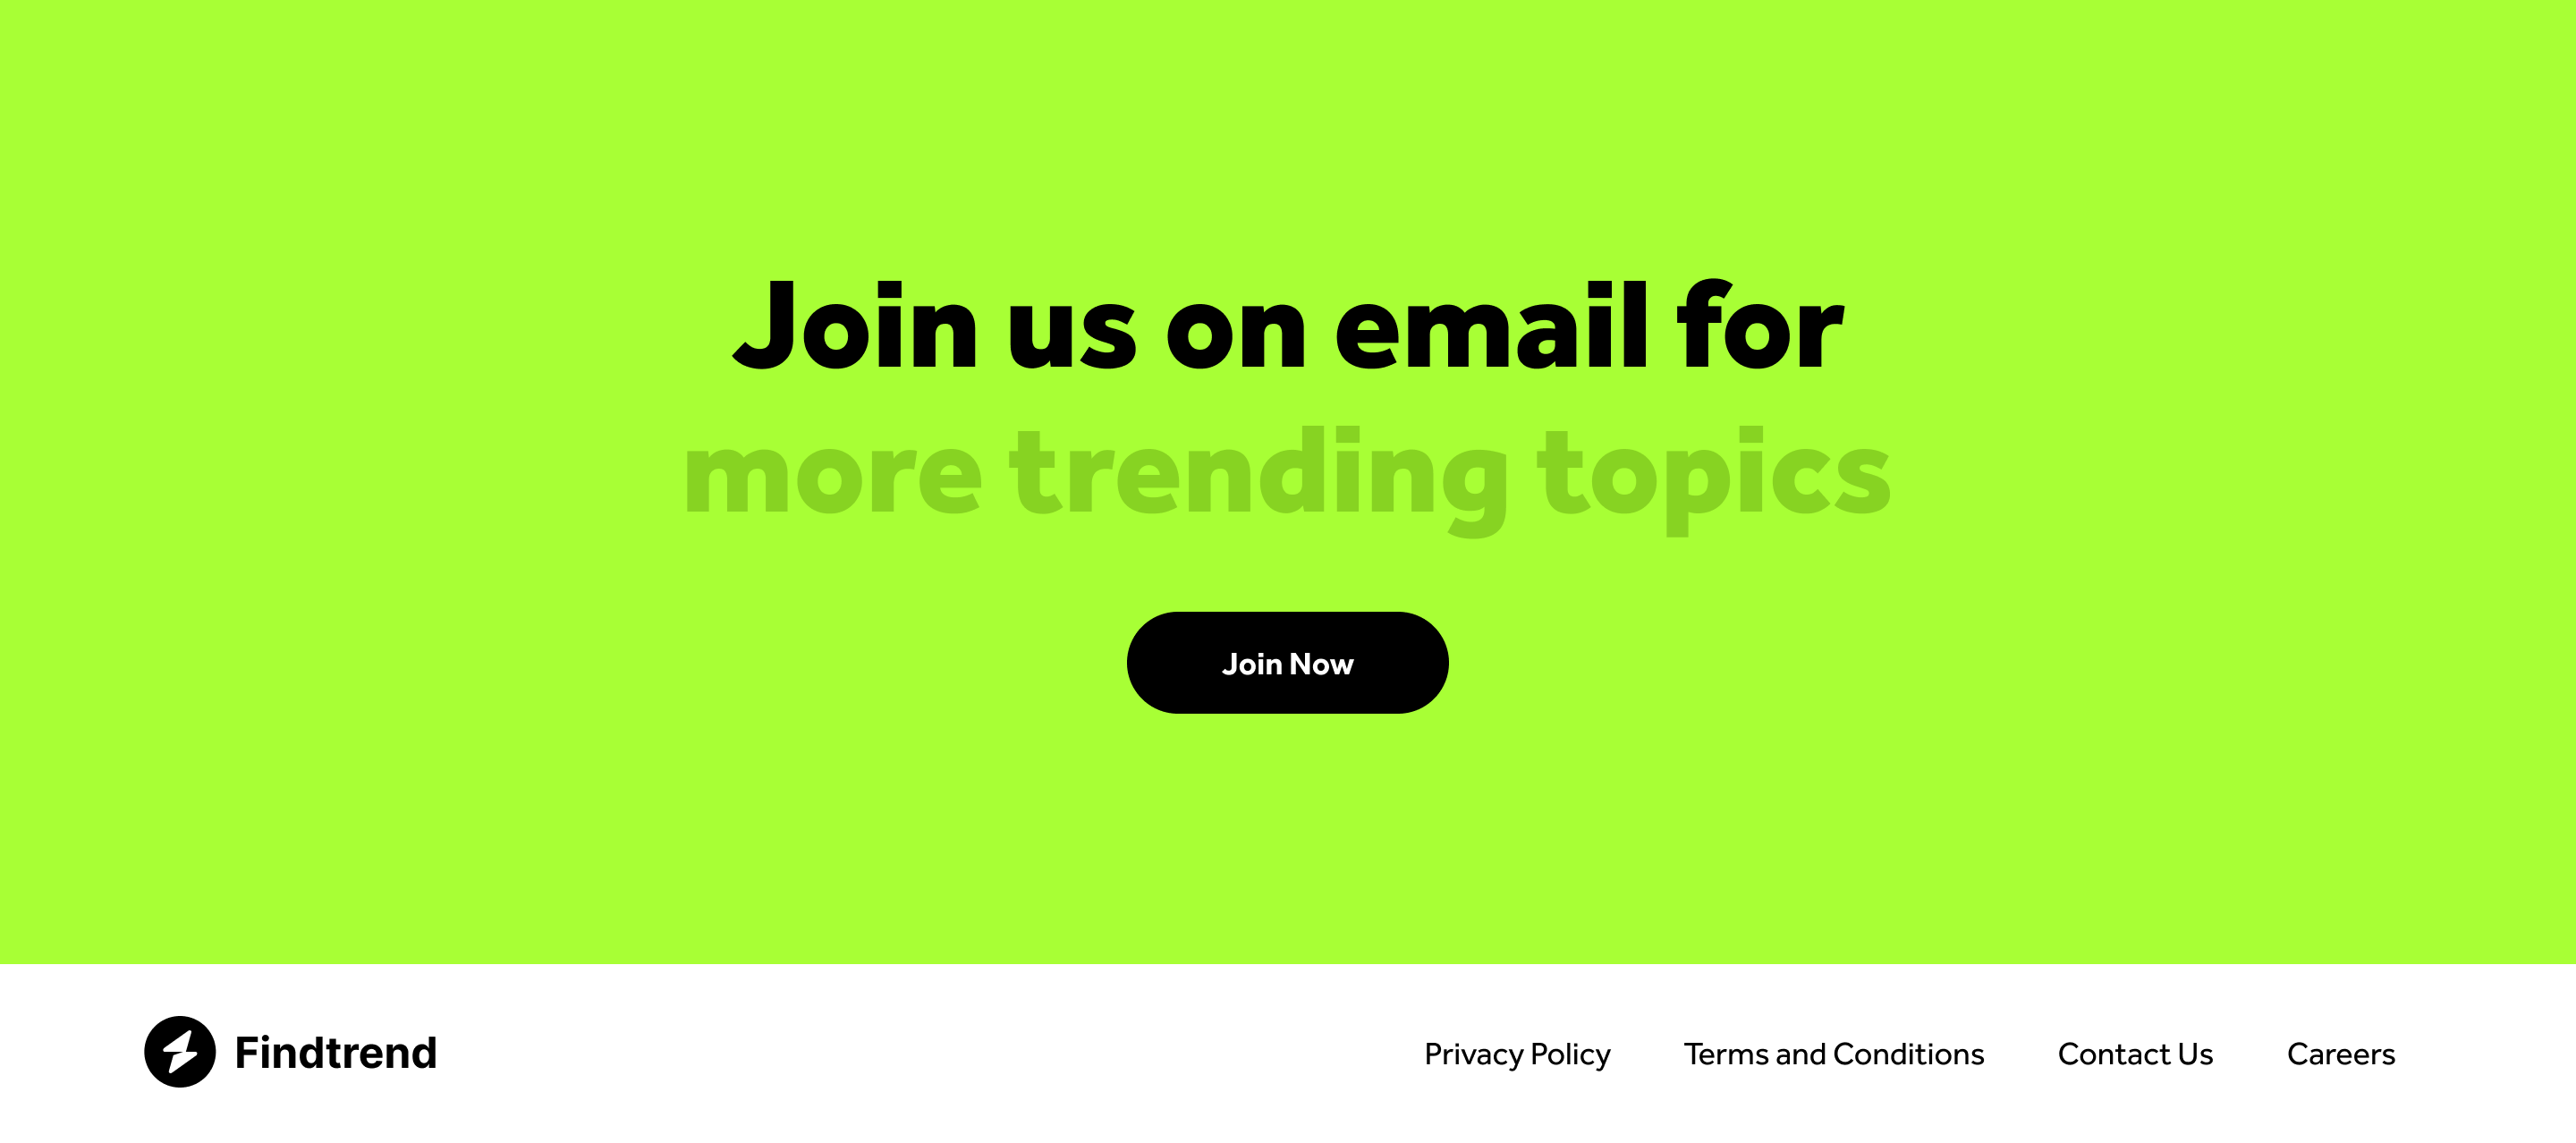 Join us on email for
more trending topics
Join Now
Findtrend
Privacy Policy
Terms and Conditions
Contact Us
Careers